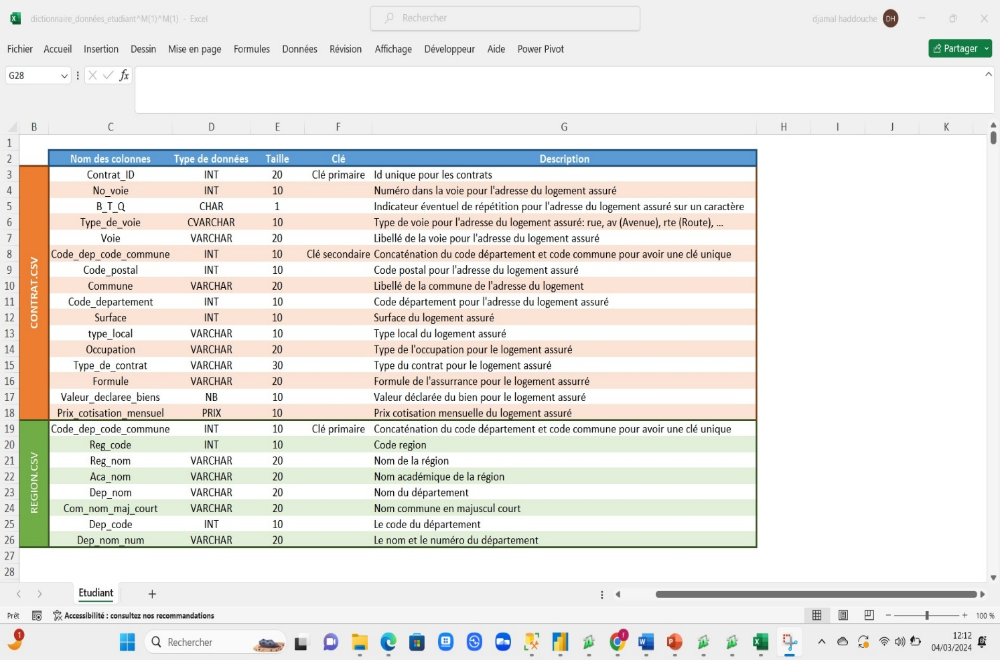 dictionnaire_données_etudiant^M(1)^M(1) - Excel
Rechercher
djamal haddouche DH
Fichier Accueil Insertion Dessin Mise en page Formules Données Révision Affichage Développeur Aide Power Pivot
Partager
G28 fx
B C D E F G H I J K
1
2 Nom des colonnes Type de données Taille Clé Description
CONTRAT.CSV
3 Contrat_ID INT 20 Clé primaire Id unique pour les contrats
4 No_voie INT 10 Numéro dans la voie pour l'adresse du logement assuré
5 B_T_Q CHAR 1 Indicateur éventuel de répétition pour l'adresse du logement assuré sur un caractère
6 Type_de_voie CVARCHAR 10 Type de voie pour l'adresse du logement assuré: rue, av (Avenue), rte (Route), ...
7 Voie VARCHAR 20 Libellé de la voie pour l'adresse du logement assuré
8 Code_dep_code_commune INT 10 Clé secondaire Concaténation du code département et code commune pour avoir une clé unique
9 Code_postal INT 10 Code postal pour l'adresse du logement assuré
10 Commune VARCHAR 20 Libellé de la commune de l'adresse du logement
11 Code_departement INT 10 Code département pour l'adresse du logement assuré
12 Surface INT 10 Surface du logement assuré
13 type_local VARCHAR 10 Type local du logement assuré
14 Occupation VARCHAR 20 Type de l'occupation pour le logement assuré
15 Type_de_contrat VARCHAR 30 Type du contrat pour le logement assuré
16 Formule VARCHAR 20 Formule de l'assurrance pour le logement assurré
17 Valeur_declaree_biens NB 10 Valeur déclarée du bien pour le logement assuré
18 Prix_cotisation_mensuel PRIX 10 Prix cotisation mensuelle du logement assuré
REGION.CSV
19 Code_dep_code_commune INT 10 Clé primaire Concaténation du code département et code commune pour avoir une clé unique
20 Reg_code INT 10 Code region
21 Reg_nom VARCHAR 20 Nom de la région
22 Aca_nom VARCHAR 20 Nom académique de la région
23 Dep_nom VARCHAR 20 Nom du département
24 Com_nom_maj_court VARCHAR 20 Nom commune en majuscul court
25 Dep_code INT 10 Le code du département
26 Dep_nom_num VARCHAR 20 Le nom et le numéro du département
27
28
Etudiant
Prêt Accessibilité : consultez nos recommandations 100 %
1 Rechercher 12:12
04/03/2024